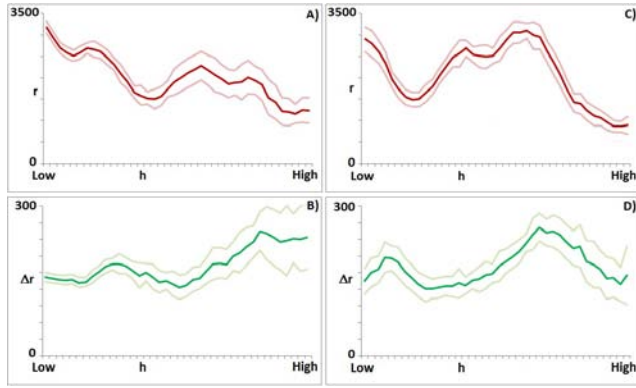 3500 A)
r
0
Low h High
3500 C)
r
0
Low h High
300 B)
Δr
0
Low h High
300 D)
Δr
0
Low h High